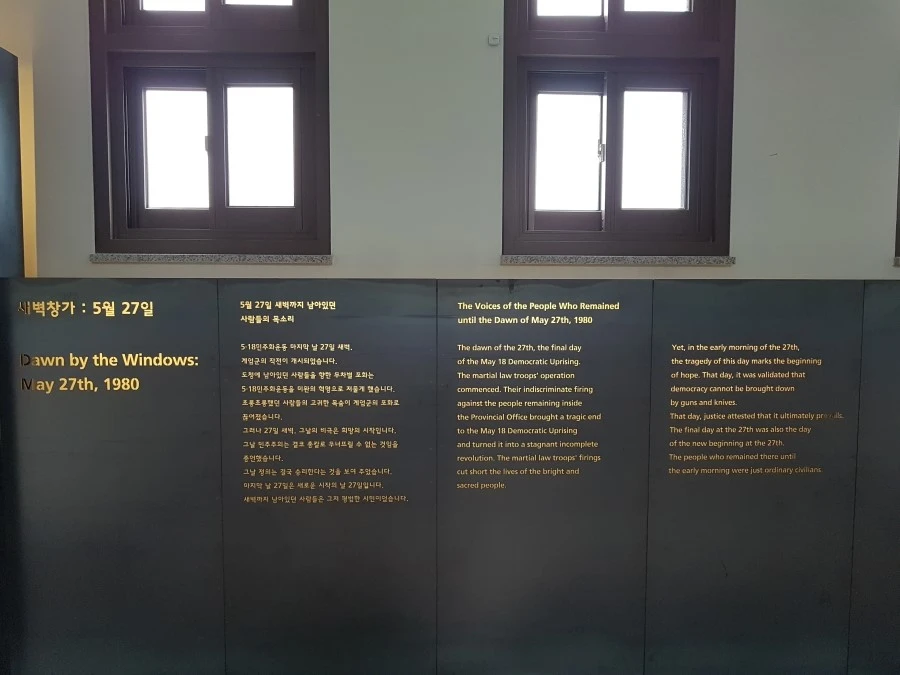 새벽창가 : 5월 27일
Dawn by the Windows:
May 27th, 1980
5월 27일 새벽까지 남아있던
사람들의 목소리
5·18민주화운동 마지막 날 27일 새벽.
계엄군의 작전이 개시되었습니다.
도청에 남아있던 사람들을 향한 무차별 포화는
5·18민주화운동을 미완의 혁명으로 저물게 했습니다.
초롱초롱했던 사람들의 고귀한 목숨이 계엄군의 포화로
끊어졌습니다.
그러나 27일 새벽, 그날의 비극은 희망의 시작입니다.
그날 민주주의는 결코 총칼로 무너뜨릴 수 없는 것임을
증언했습니다.
그날 정의는 결국 승리한다는 것을 보여 주었습니다.
마지막 날 27일은 새로운 시작의 날 27일입니다.
새벽까지 남아있던 사람들은 그저 평범한 시민이었습니다.
The Voices of the People Who Remained
until the Dawn of May 27th, 1980
The dawn of the 27th, the final day
of the May 18 Democratic Uprising.
The martial law troops' operation
commenced. Their indiscriminate firing
against the people remaining inside
the Provincial Office brought a tragic end
to the May 18 Democratic Uprising
and turned it into a stagnant incomplete
revolution. The martial law troops' firings
cut short the lives of the bright and
sacred people.
Yet, in the early morning of the 27th,
the tragedy of this day marks the beginning
of hope. That day, it was validated that
democracy cannot be brought down
by guns and knives.
That day, justice attested that it ultimately prevails.
The final day at the 27th was also the day
of the new beginning at the 27th.
The people who remained there until
the early morning were just ordinary civilians.